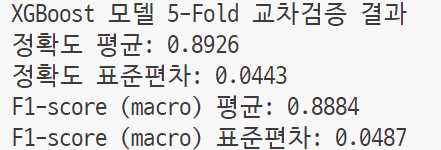 XGBoost 모델 5-Fold 교차검증 결과
정확도 평균: 0.8926
정확도 표준편차: 0.0443
F1-score (macro) 평균: 0.8884
F1-score (macro) 표준편차: 0.0487